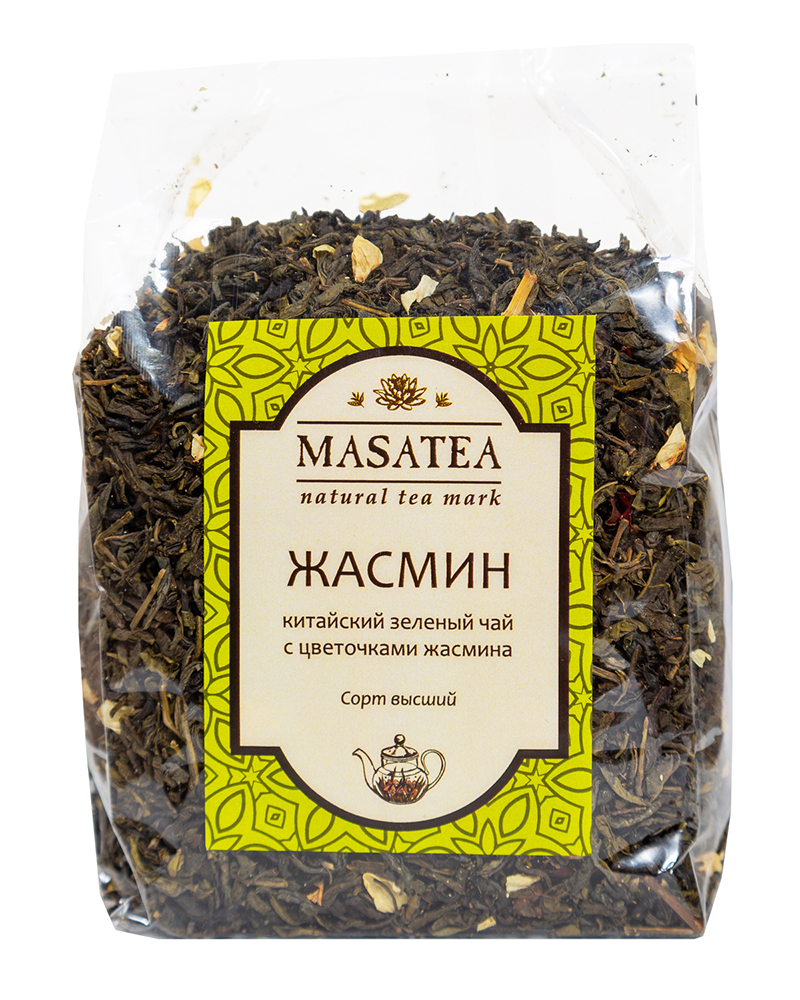 MASATEA
natural tea mark
ЖАСМИН
китайский зеленый чай
с цветочками жасмина
Сорт высший